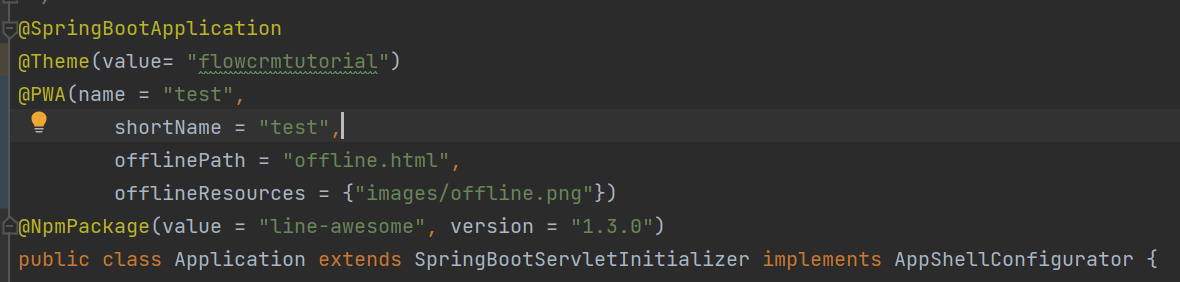 @SpringBootApplication
@Theme(value= "flowcrmtutorial")
@PWA(name = "test",
shortName = "test",
offlinePath = "offline.html",
offlineResources = {"images/offline.png"})
@NpmPackage(value = "line-awesome", version = "1.3.0")
public class Application extends SpringBootServletInitializer implements AppShellConfigurator {